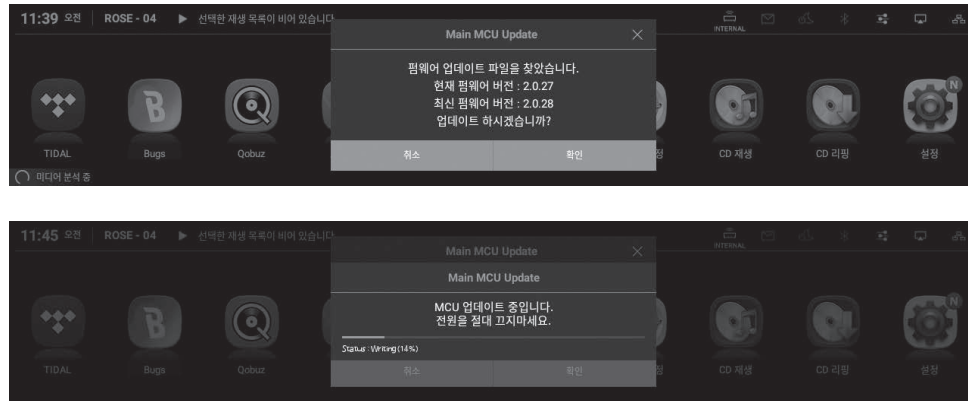 11:39 오전 ROSE - 04 ▶ 선택한 재생 목록이 비어 있습니다
INTERNAL
Main MCU Update
펌웨어 업데이트 파일을 찾았습니다.
현재 펌웨어 버전 : 2.0.27
최신 펌웨어 버전 : 2.0.28
업데이트 하시겠습니까?
취소 확인
N
TIDAL Bugs Qobuz 정 CD 재생 CD 리핑 설정
미디어 분석 중
11:45 오전 ROSE - 04 ▶ 선택한 재생 목록이 비어 있습니다
INTERNAL
Main MCU Update
Main MCU Update
MCU 업데이트 중입니다.
전원을 절대 끄지마세요.
Status : Writing (14%)
취소 확인
N
TIDAL Bugs Qobuz 정 CD 재생 CD 리핑 설정